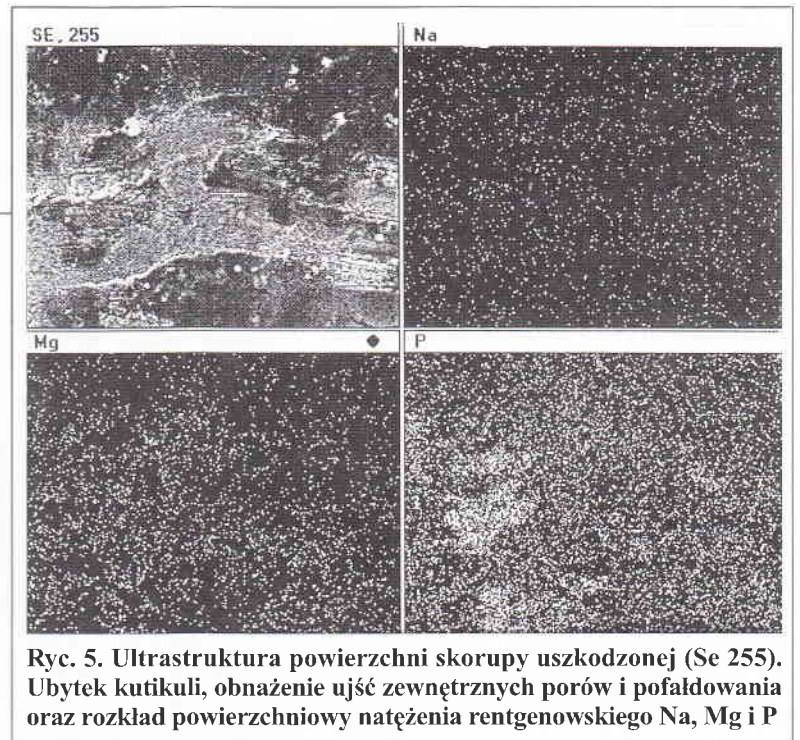 SE, 255
Na
Mg
P
Ryc. 5. Ultrastruktura powierzchni skorupy uszkodzonej (Se 255).
Ubytek kutikuli, obnażenie ujść zewnętrznych porów i pofałdowania
oraz rozkład powierzchniowy natężenia rentgenowskiego Na, Mg i P